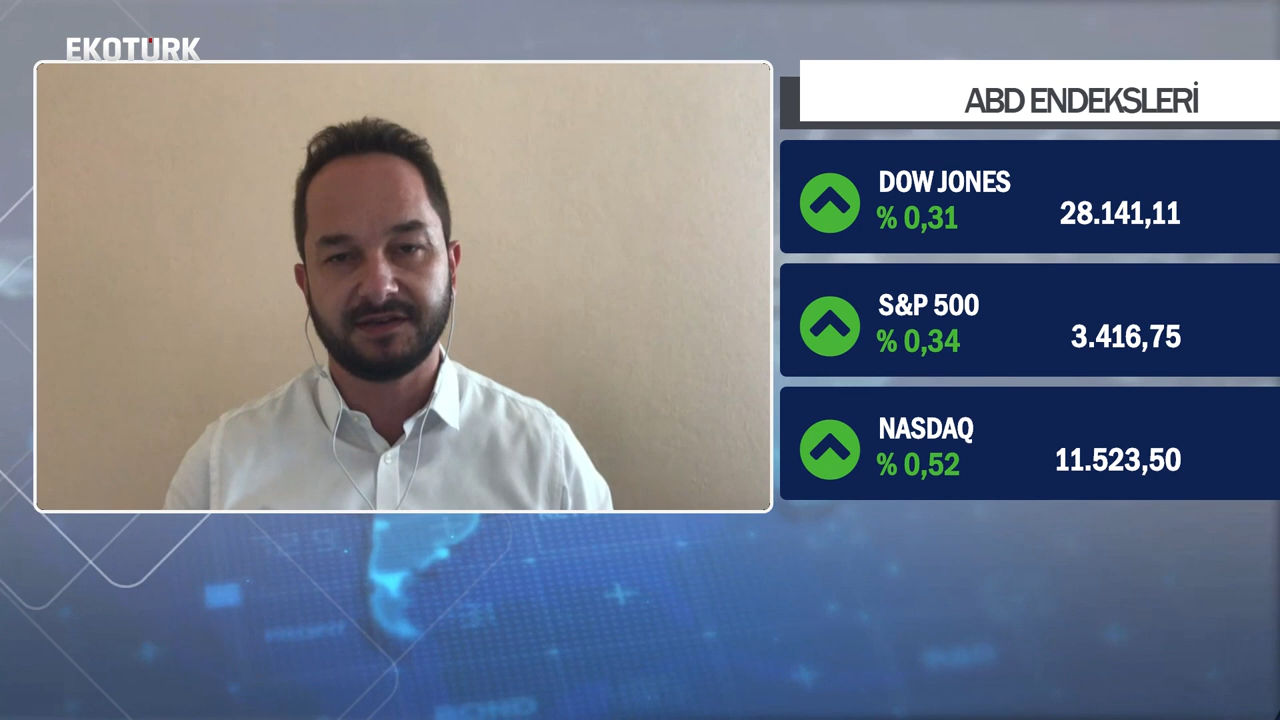 EKOTÜRK
ABD ENDEKSLERİ
DOW JONES
% 0,31
28.141,11
S&P 500
% 0,34
3.416,75
NASDAQ
% 0,52
11.523,50
PROFIT